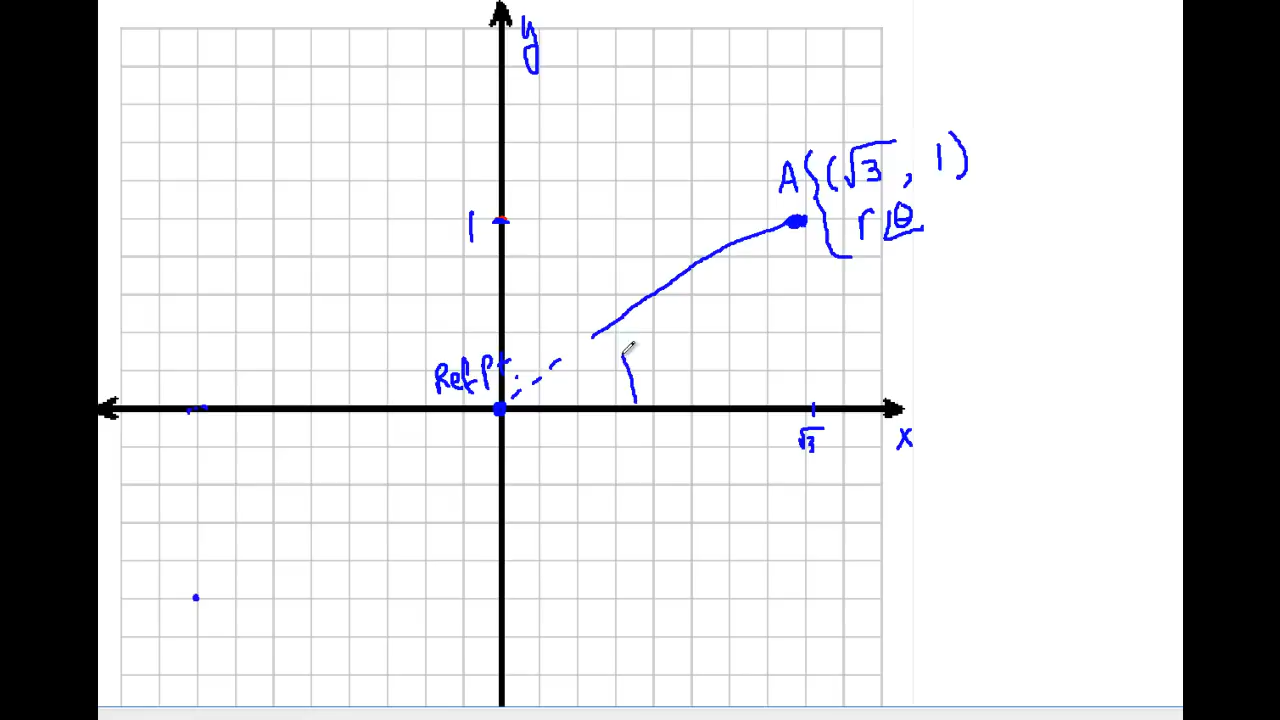 y
A { (√3, 1)
r∠θ
1
Ref Pt.
√3
x